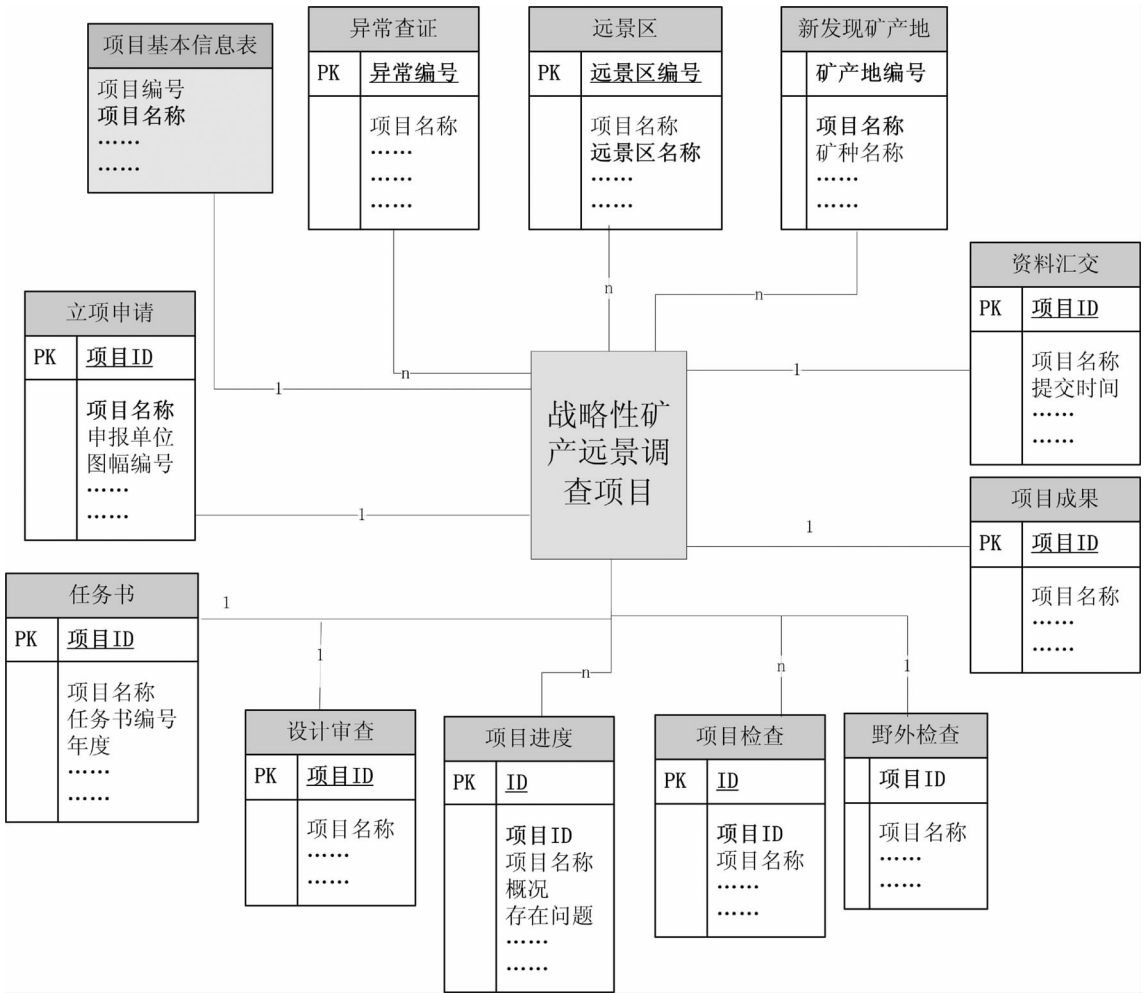 项目基本信息表
项目编号
项目名称
……
……
异常查证
PK 异常编号
项目名称
……
……
……
远景区
PK 远景区编号
项目名称
远景区名称
……
……
新发现矿产地
矿产地编号
项目名称
矿种名称
……
……
资料汇交
PK 项目ID
项目名称
提交时间
……
……
立项申请
PK 项目ID
项目名称
申报单位
图幅编号
……
……
n
n
n
1
1
1
战略性矿
产远景调
查项目
项目成果
PK 项目ID
项目名称
……
……
1
任务书
PK 项目ID
项目名称
任务书编号
年度
……
……
1
1
n
n
1
设计审查
PK 项目ID
项目名称
……
……
项目进度
PK ID
项目ID
项目名称
概况
存在问题
……
……
项目检查
PK ID
项目ID
项目名称
……
……
野外检查
项目ID
项目名称
……
……